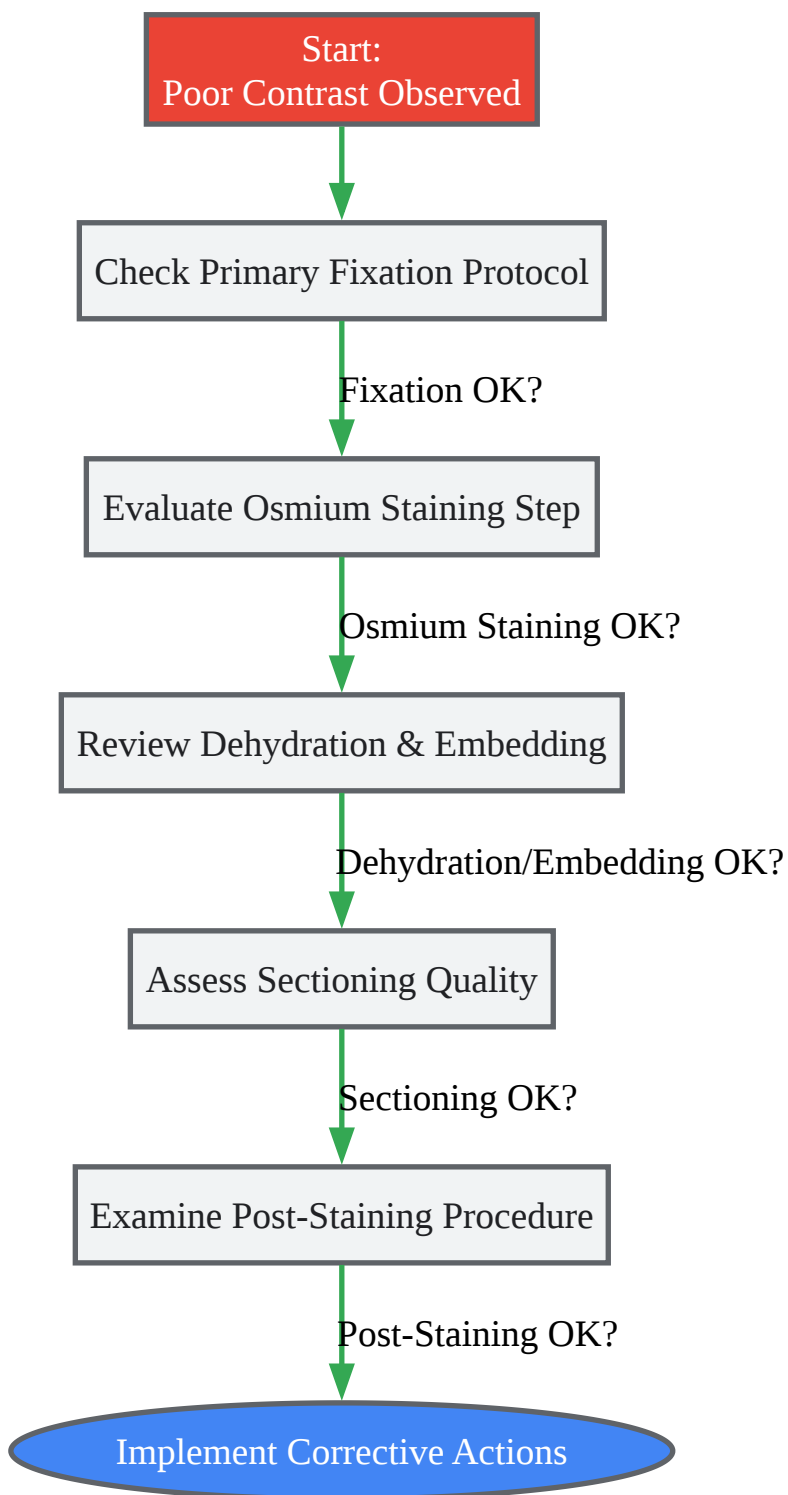 Start:
Poor Contrast Observed
Check Primary Fixation Protocol
Fixation OK?
Evaluate Osmium Staining Step
Osmium Staining OK?
Review Dehydration & Embedding
Dehydration/Embedding OK?
Assess Sectioning Quality
Sectioning OK?
Examine Post-Staining Procedure
Post-Staining OK?
Implement Corrective Actions